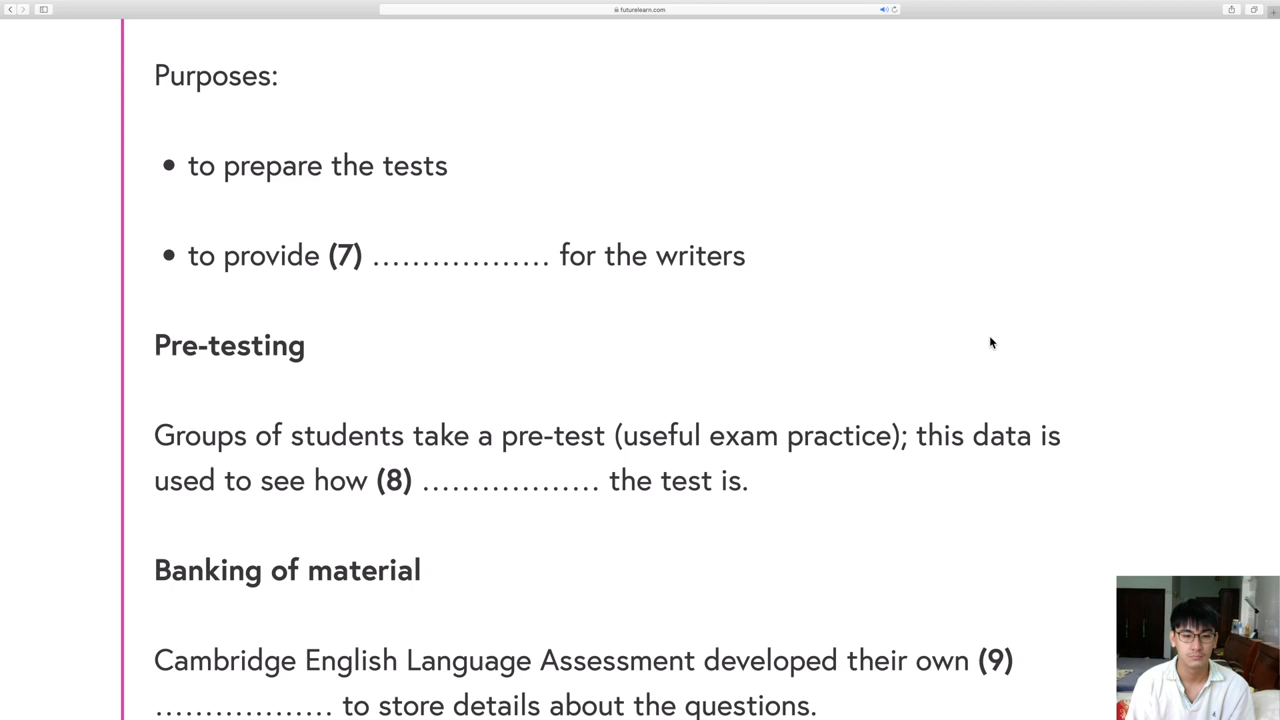 futurelearn.com
Purposes:
• to prepare the tests
• to provide (7) .................. for the writers
Pre-testing
Groups of students take a pre-test (useful exam practice); this data is
used to see how (8) .................. the test is.
Banking of material
Cambridge English Language Assessment developed their own (9)
.................. to store details about the questions.